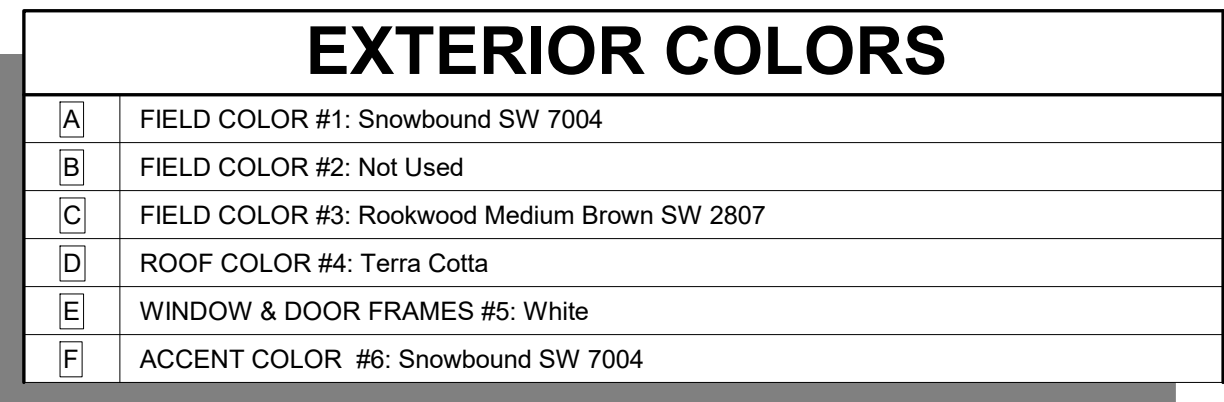 EXTERIOR COLORS
A FIELD COLOR #1: Snowbound SW 7004
B FIELD COLOR #2: Not Used
C FIELD COLOR #3: Rookwood Medium Brown SW 2807
D ROOF COLOR #4: Terra Cotta
E WINDOW & DOOR FRAMES #5: White
F ACCENT COLOR  #6: Snowbound SW 7004